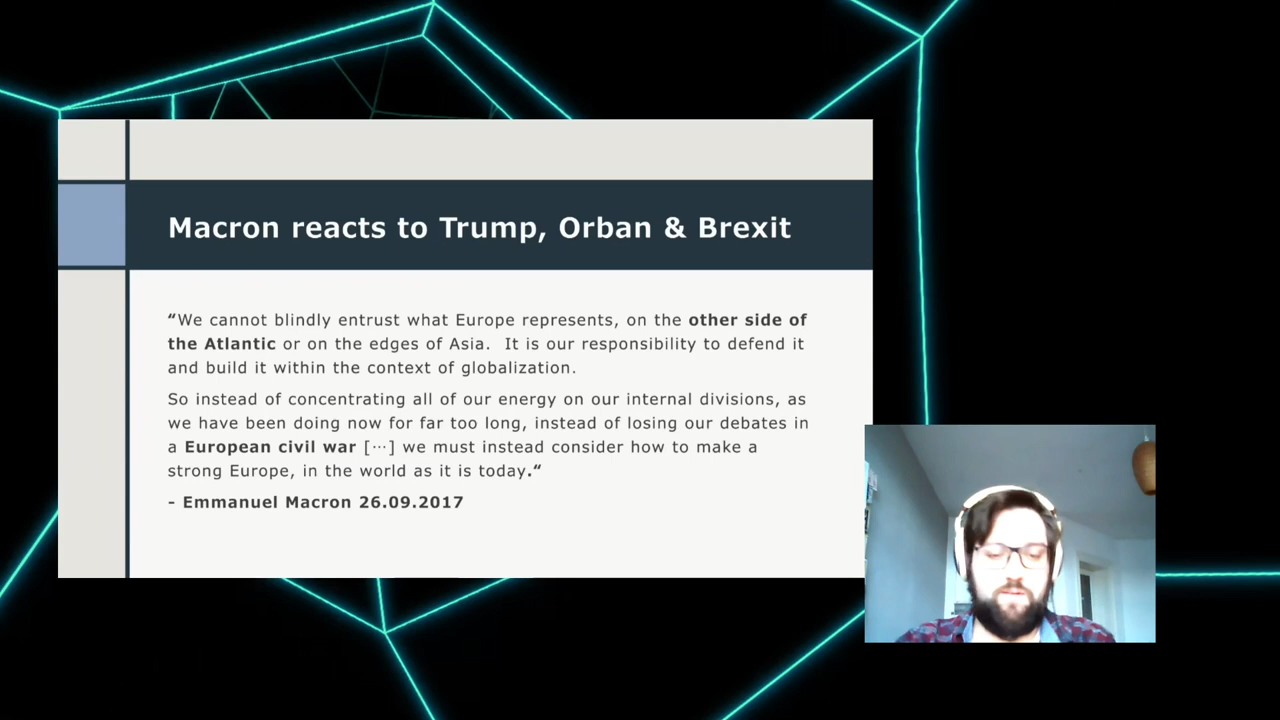 Macron reacts to Trump, Orban & Brexit
“We cannot blindly entrust what Europe represents, on the other side of
the Atlantic or on the edges of Asia.  It is our responsibility to defend it
and build it within the context of globalization.
So instead of concentrating all of our energy on our internal divisions, as
we have been doing now for far too long, instead of losing our debates in
a European civil war [⋯] we must instead consider how to make a
strong Europe, in the world as it is today.“
- Emmanuel Macron 26.09.2017